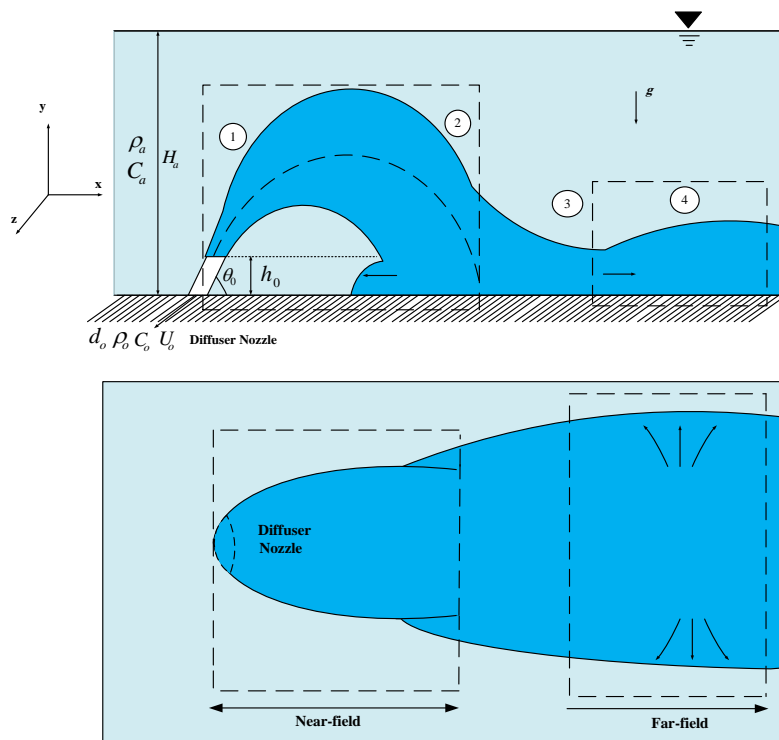 y
x
z
ρₐ
Cₐ
Hₐ
1
2
g
3
4
θ₀
h₀
dₒ ρₒ Cₒ Uₒ Diffuser Nozzle
Diffuser
Nozzle
Near-field
Far-field